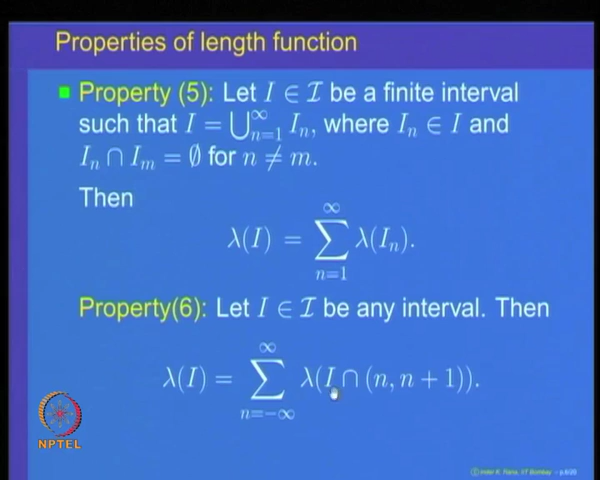 Properties of length function
Property (5): Let I ∈ 𝓘 be a finite interval
such that I = ⋃_{n=1}^{∞} I_n, where I_n ∈ I and
I_n ∩ I_m = ∅ for n ≠ m.
Then
λ(I) = ∑_{n=1}^{∞} λ(I_n).
Property(6): Let I ∈ 𝓘 be any interval. Then
λ(I) = ∑_{n=-∞}^{∞} λ(I ∩ (n, n + 1)).
NPTEL